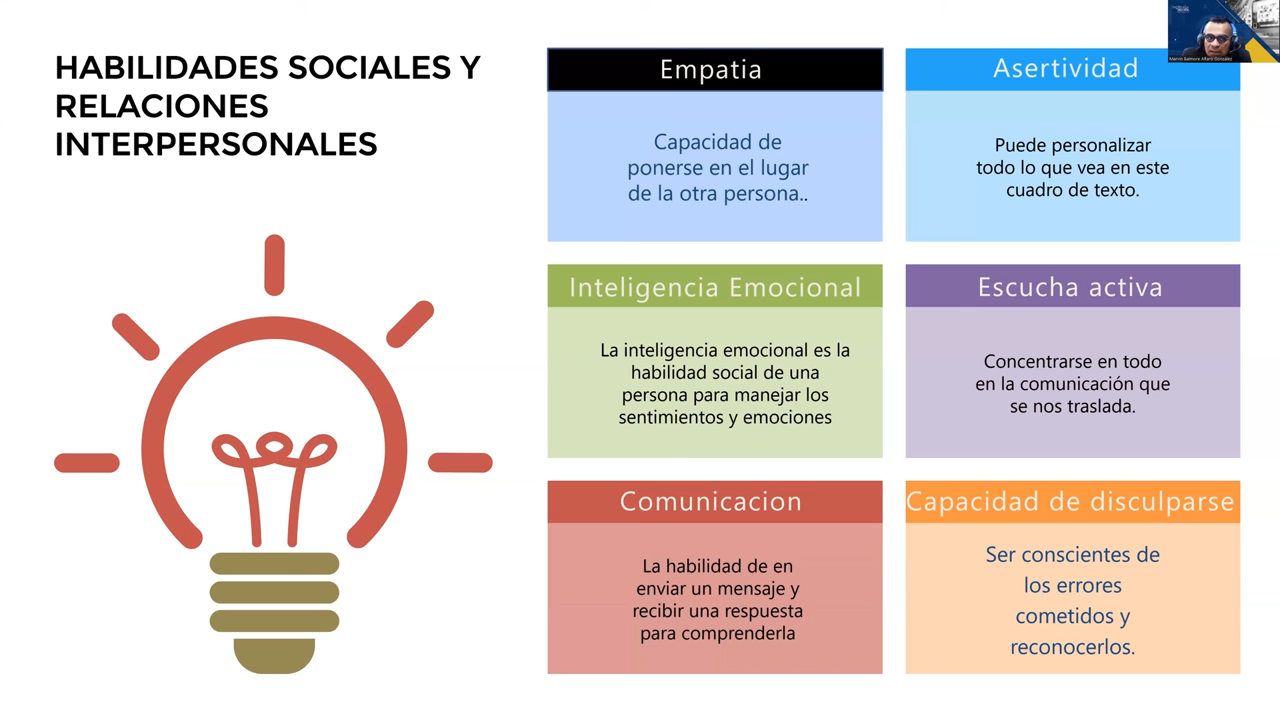 HABILIDADES SOCIALES Y
RELACIONES
INTERPERSONALES
Empatia
Capacidad de
ponerse en el lugar
de la otra persona..
Asertividad
Puede personalizar
todo lo que vea en este
cuadro de texto.
Inteligencia Emocional
La inteligencia emocional es la
habilidad social de una
persona para manejar los
sentimientos y emociones
Escucha activa
Concentrarse en todo
en la comunicación que
se nos traslada.
Comunicacion
La habilidad de en
enviar un mensaje y
recibir una respuesta
para comprenderla
Capacidad de disculparse
Ser conscientes de
los errores
cometidos y
reconocerlos.